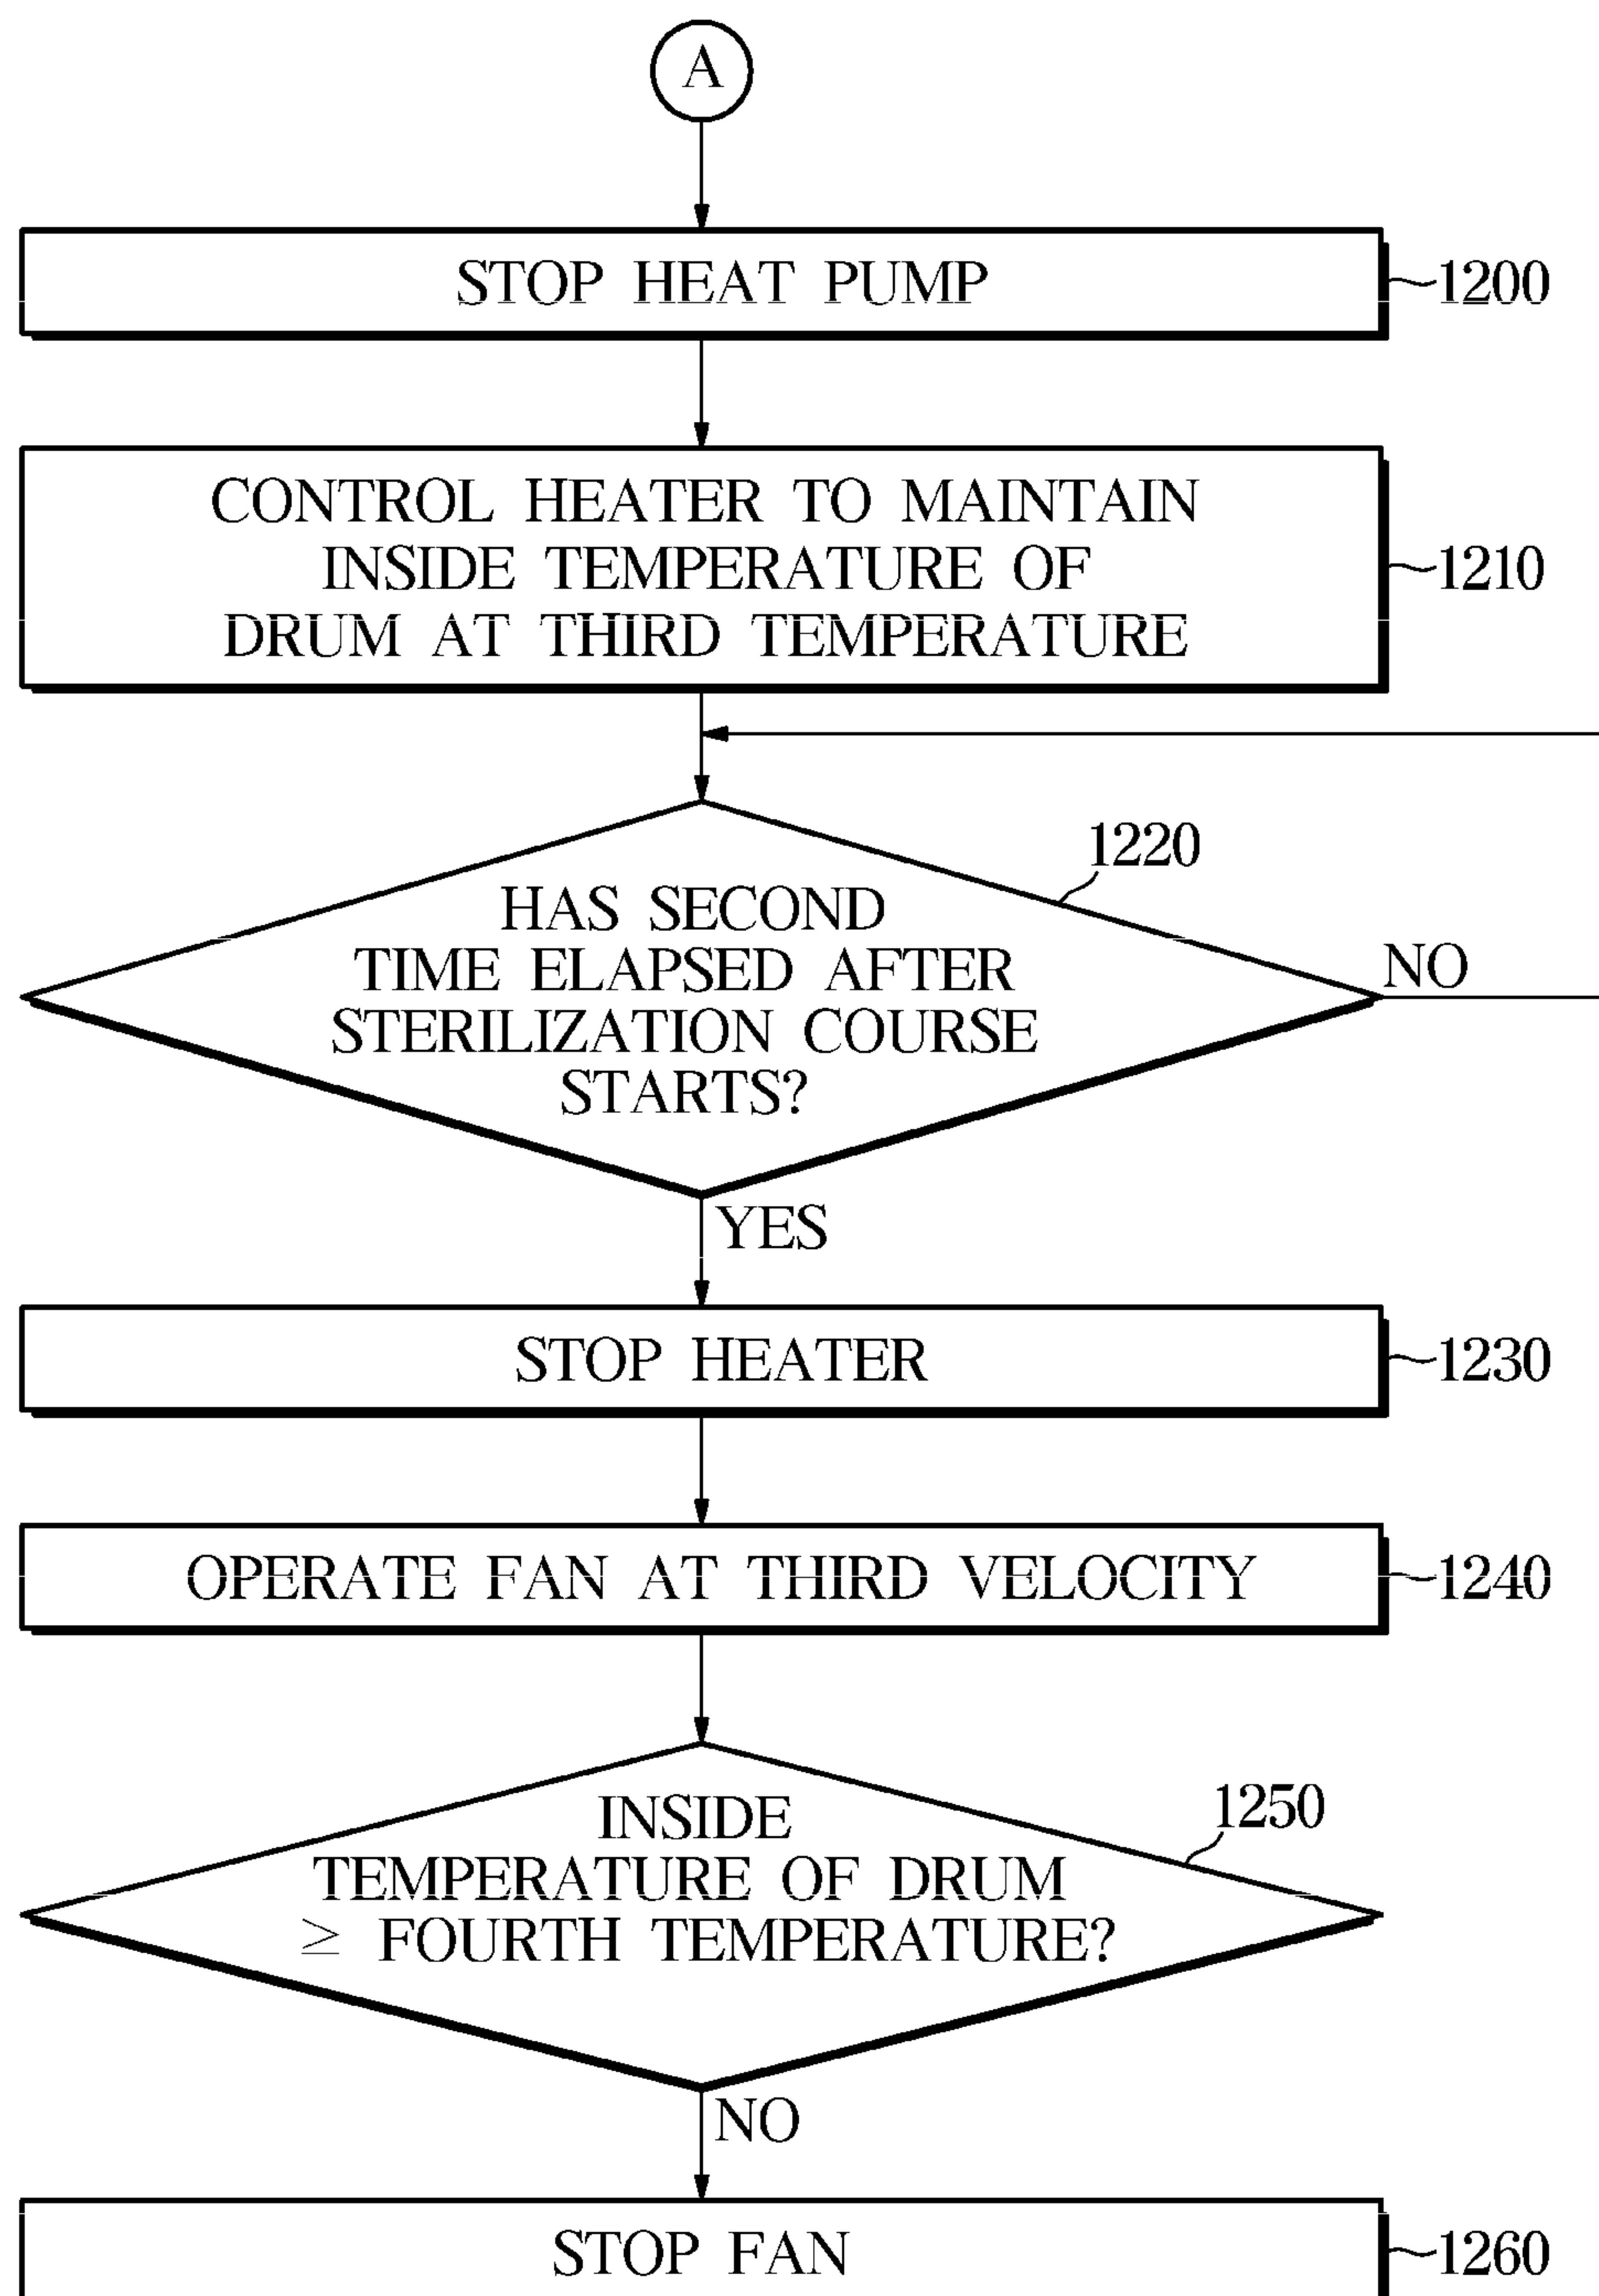 A
STOP HEAT PUMP
1200
CONTROL HEATER TO MAINTAIN
INSIDE TEMPERATURE OF
DRUM AT THIRD TEMPERATURE
1210
1220
HAS SECOND
TIME ELAPSED AFTER
STERILIZATION COURSE
STARTS?
NO
YES
STOP HEATER
1230
OPERATE FAN AT THIRD VELOCITY
1240
1250
INSIDE
TEMPERATURE OF DRUM
≥ FOURTH TEMPERATURE?
NO
STOP FAN
1260